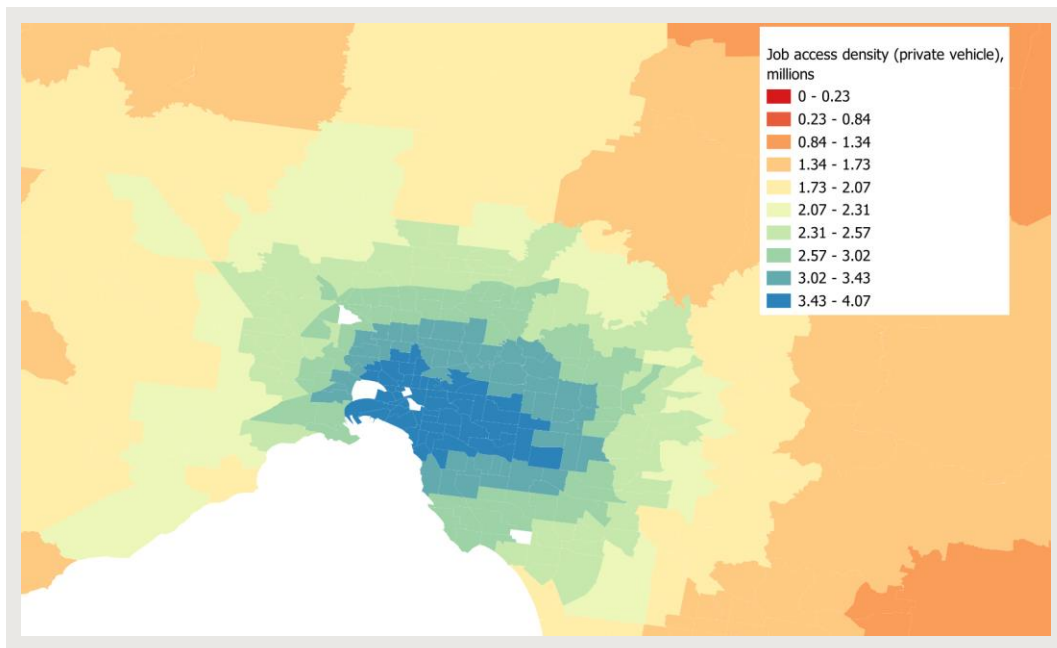 Job access density (private vehicle),
millions
0 - 0.23
0.23 - 0.84
0.84 - 1.34
1.34 - 1.73
1.73 - 2.07
2.07 - 2.31
2.31 - 2.57
2.57 - 3.02
3.02 - 3.43
3.43 - 4.07